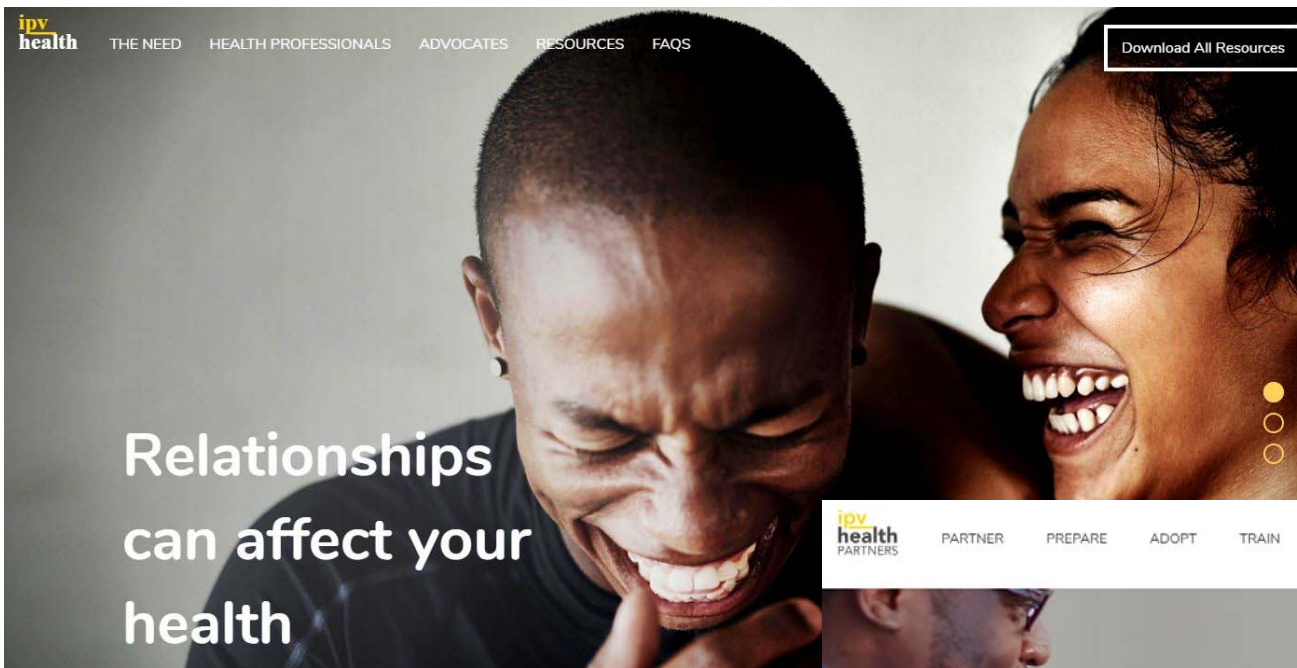 ipv
health
THE NEED HEALTH PROFESSIONALS ADVOCATES RESOURCES FAQS
Download All Resources
Relationships
can affect your
health
ipv
health
PARTNERS
PARTNER PREPARE ADOPT TRAIN